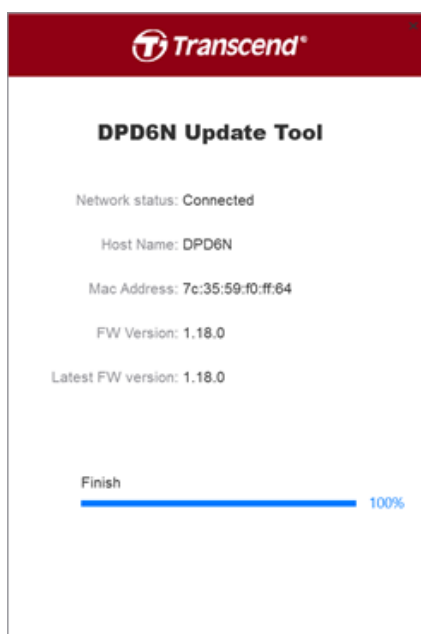 Transcend®
DPD6N Update Tool
Network status: Connected
Host Name: DPD6N
Mac Address: 7c:35:59:f0:ff:64
FW Version: 1.18.0
Latest FW version: 1.18.0
Finish
100%